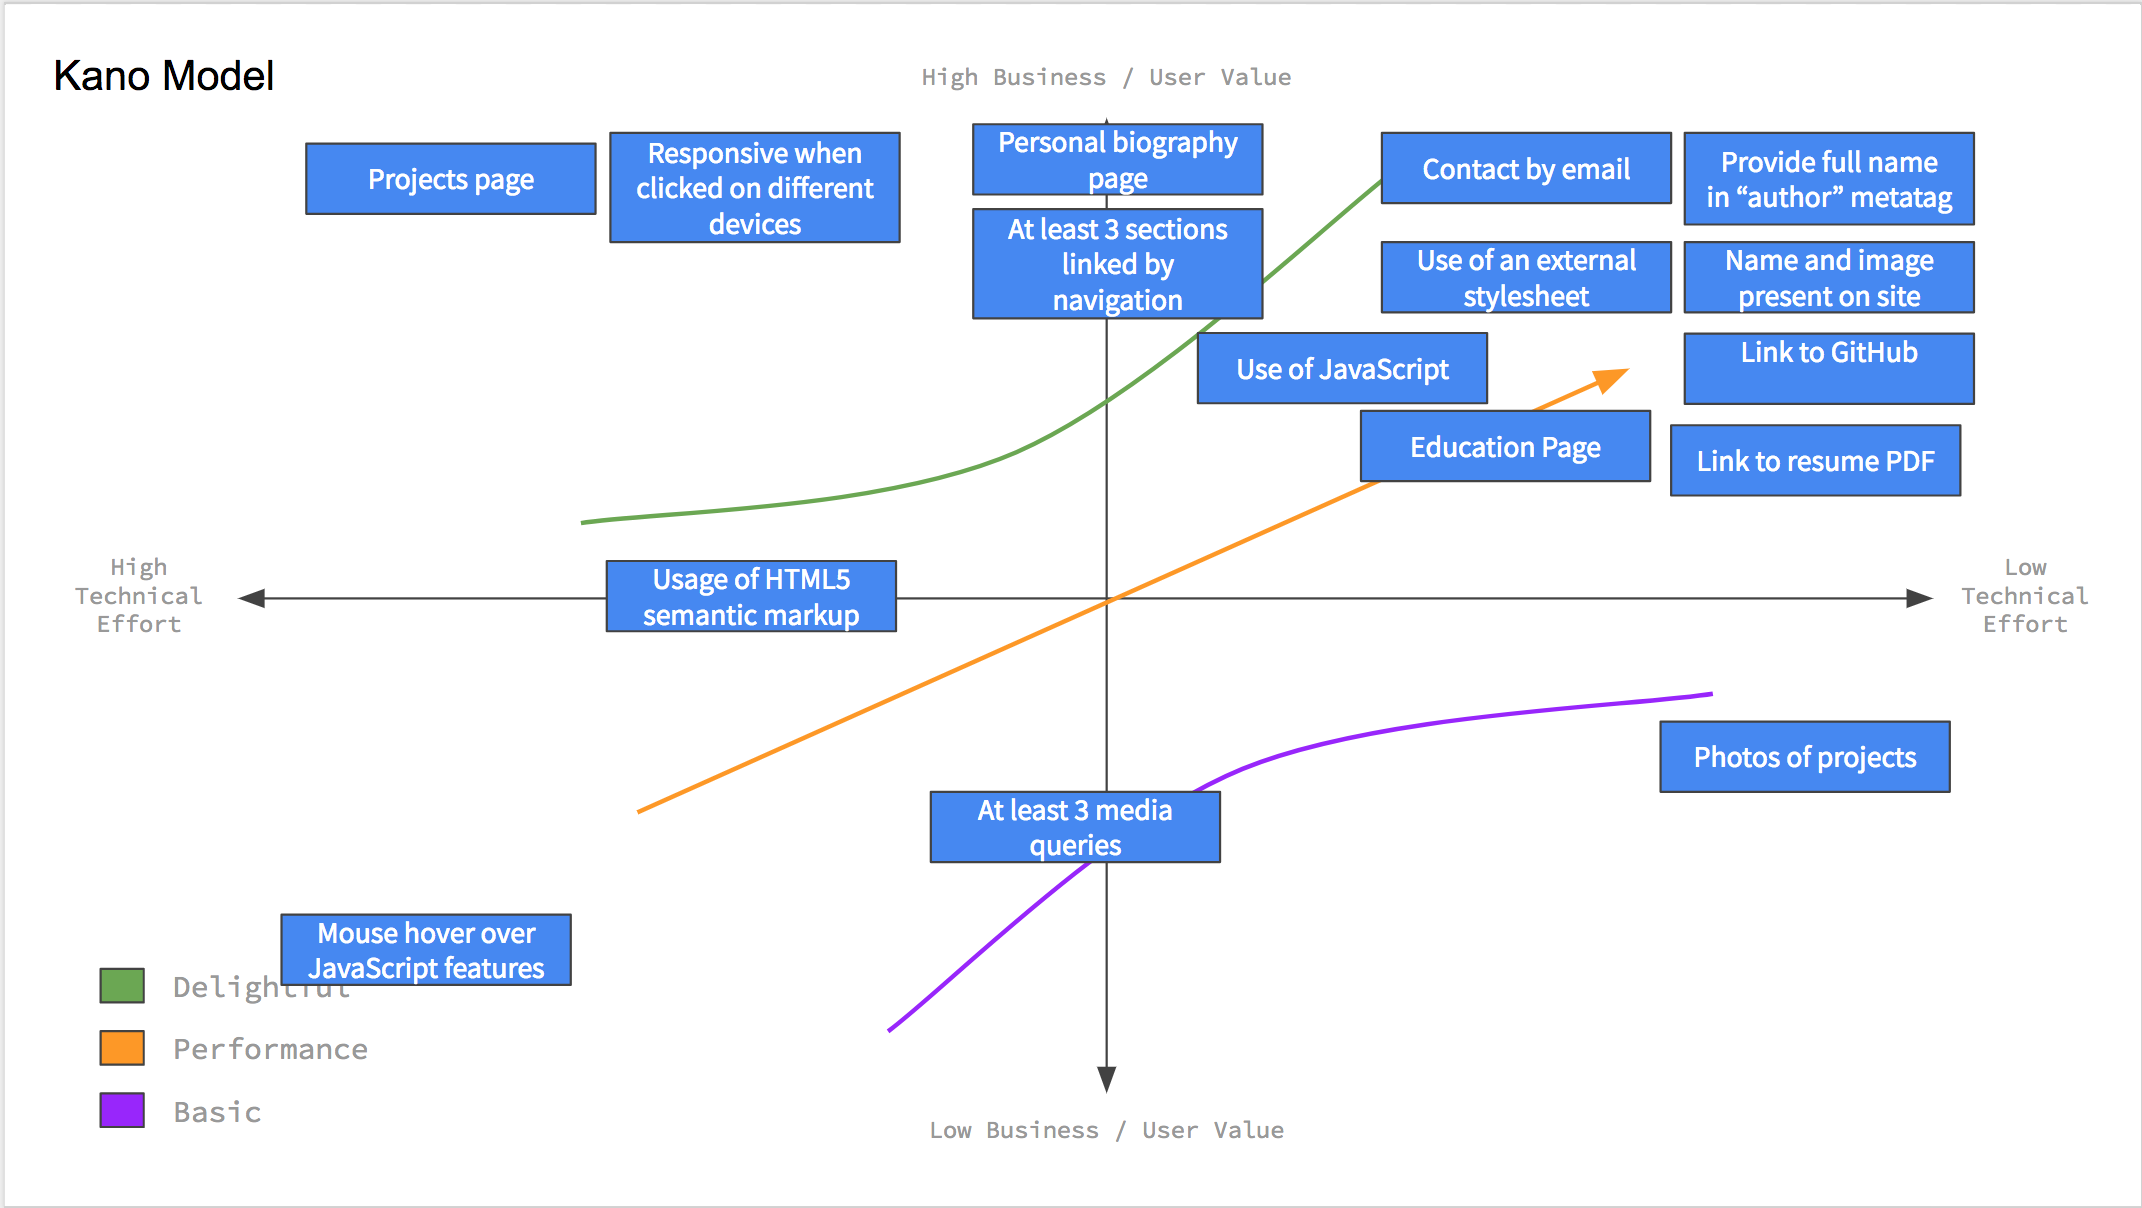 Kano Model
High Business / User Value
Projects page
Responsive when
clicked on different
devices
Personal biography
page
At least 3 sections
linked by
navigation
Contact by email
Provide full name
in “author” metatag
Use of an external
stylesheet
Name and image
present on site
Use of JavaScript
Link to GitHub
Education Page
Link to resume PDF
High
Technical
Effort
Usage of HTML5
semantic markup
Low
Technical
Effort
Photos of projects
At least 3 media
queries
Mouse hover over
JavaScript features
Delightful
Performance
Basic
Low Business / User Value